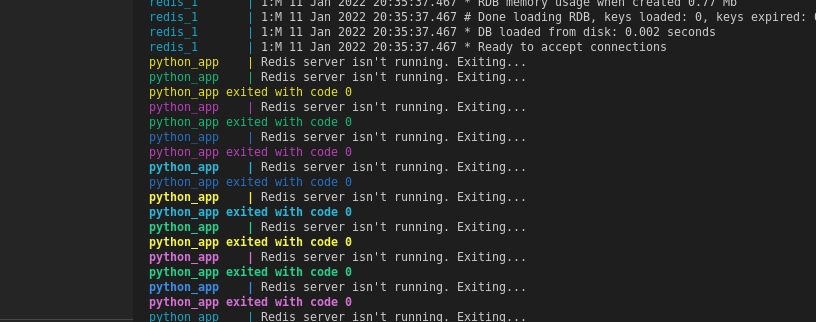 redis_1 | 1:M 11 Jan 2022 20:35:37.467 * RDB memory usage when created 0.77 Mb
redis_1 | 1:M 11 Jan 2022 20:35:37.467 # Done loading RDB, keys loaded: 0, keys expired:
redis_1 | 1:M 11 Jan 2022 20:35:37.467 * DB loaded from disk: 0.002 seconds
redis_1 | 1:M 11 Jan 2022 20:35:37.467 * Ready to accept connections
python_app | Redis server isn't running. Exiting...
python_app | Redis server isn't running. Exiting...
python_app exited with code 0
python_app | Redis server isn't running. Exiting...
python_app exited with code 0
python_app | Redis server isn't running. Exiting...
python_app exited with code 0
python_app | Redis server isn't running. Exiting...
python_app exited with code 0
python_app | Redis server isn't running. Exiting...
python_app exited with code 0
python_app | Redis server isn't running. Exiting...
python_app exited with code 0
python_app | Redis server isn't running. Exiting...
python_app exited with code 0
python_app | Redis server isn't running. Exiting...
python_app exited with code 0
python_app | Redis server isn't running. Exiting...